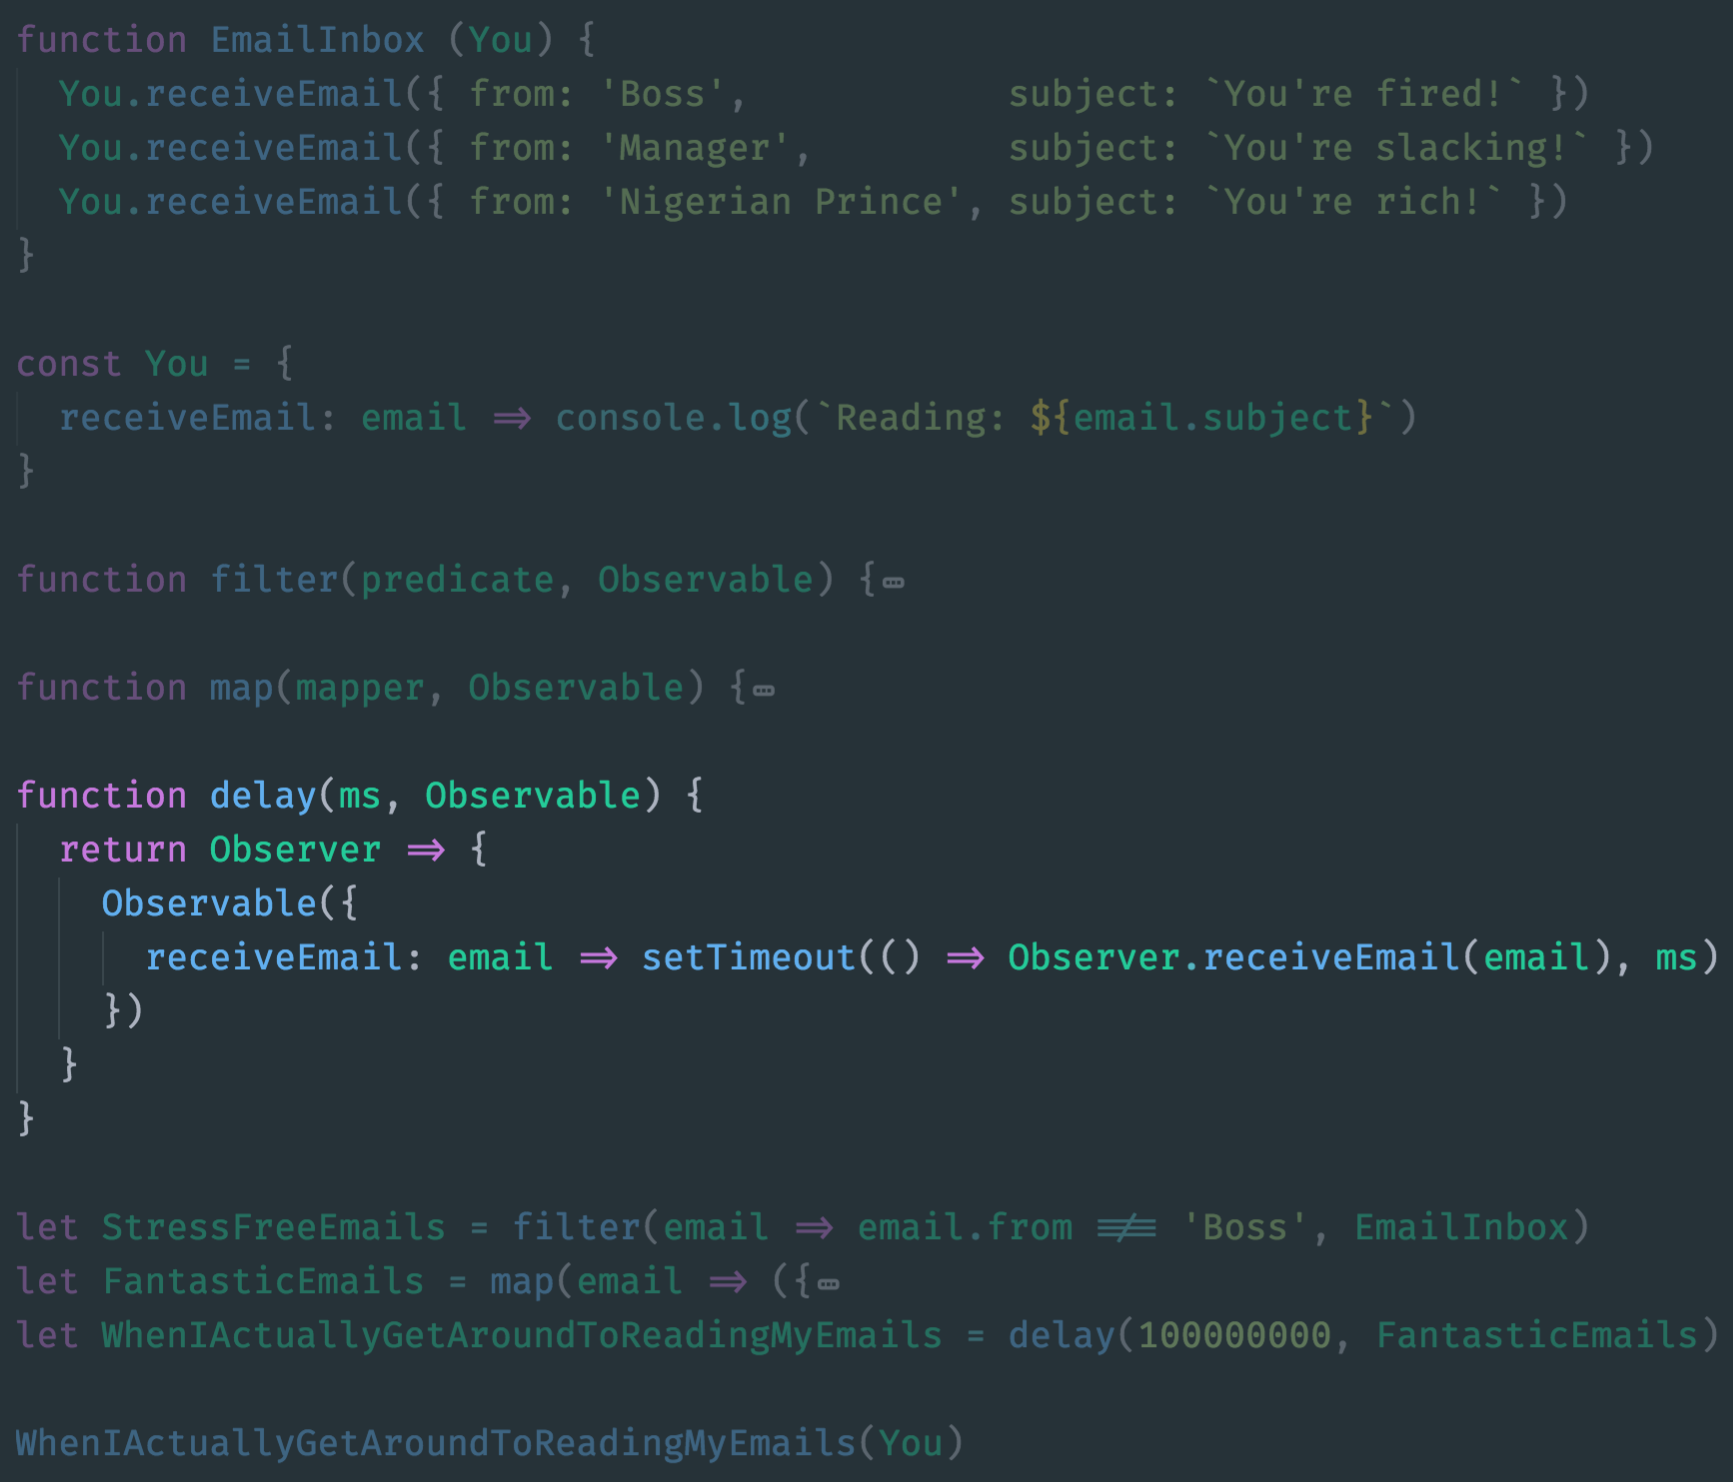 function EmailInbox (You) {
  You.receiveEmail({ from: 'Boss',            subject: `You're fired!` })
  You.receiveEmail({ from: 'Manager',         subject: `You're slacking!` })
  You.receiveEmail({ from: 'Nigerian Prince', subject: `You're rich!` })
}
const You = {
  receiveEmail: email => console.log(`Reading: ${email.subject}`)
}
function filter(predicate, Observable) {…
function map(mapper, Observable) {…
function delay(ms, Observable) {
  return Observer => {
    Observable({
      receiveEmail: email => setTimeout(() => Observer.receiveEmail(email), ms)
    })
  }
}
let StressFreeEmails = filter(email => email.from !== 'Boss', EmailInbox)
let FantasticEmails = map(email => ({…
let WhenIActuallyGetAroundToReadingMyEmails = delay(100000000, FantasticEmails)
WhenIActuallyGetAroundToReadingMyEmails(You)